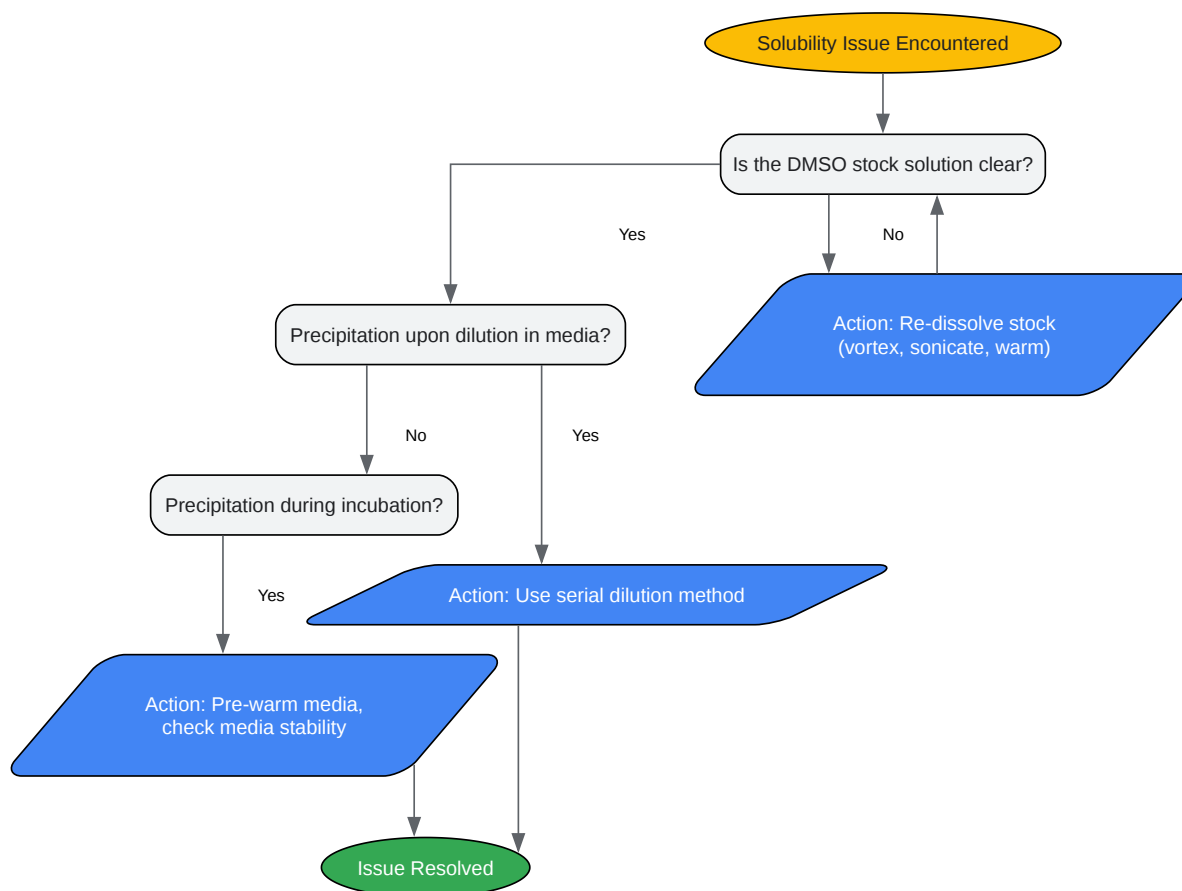 Solubility Issue Encountered
Is the DMSO stock solution clear?
Yes
No
Precipitation upon dilution in media?
Action: Re-dissolve stock
(vortex, sonicate, warm)
No
Yes
Precipitation during incubation?
Yes
Action: Use serial dilution method
Action: Pre-warm media,
check media stability
Issue Resolved